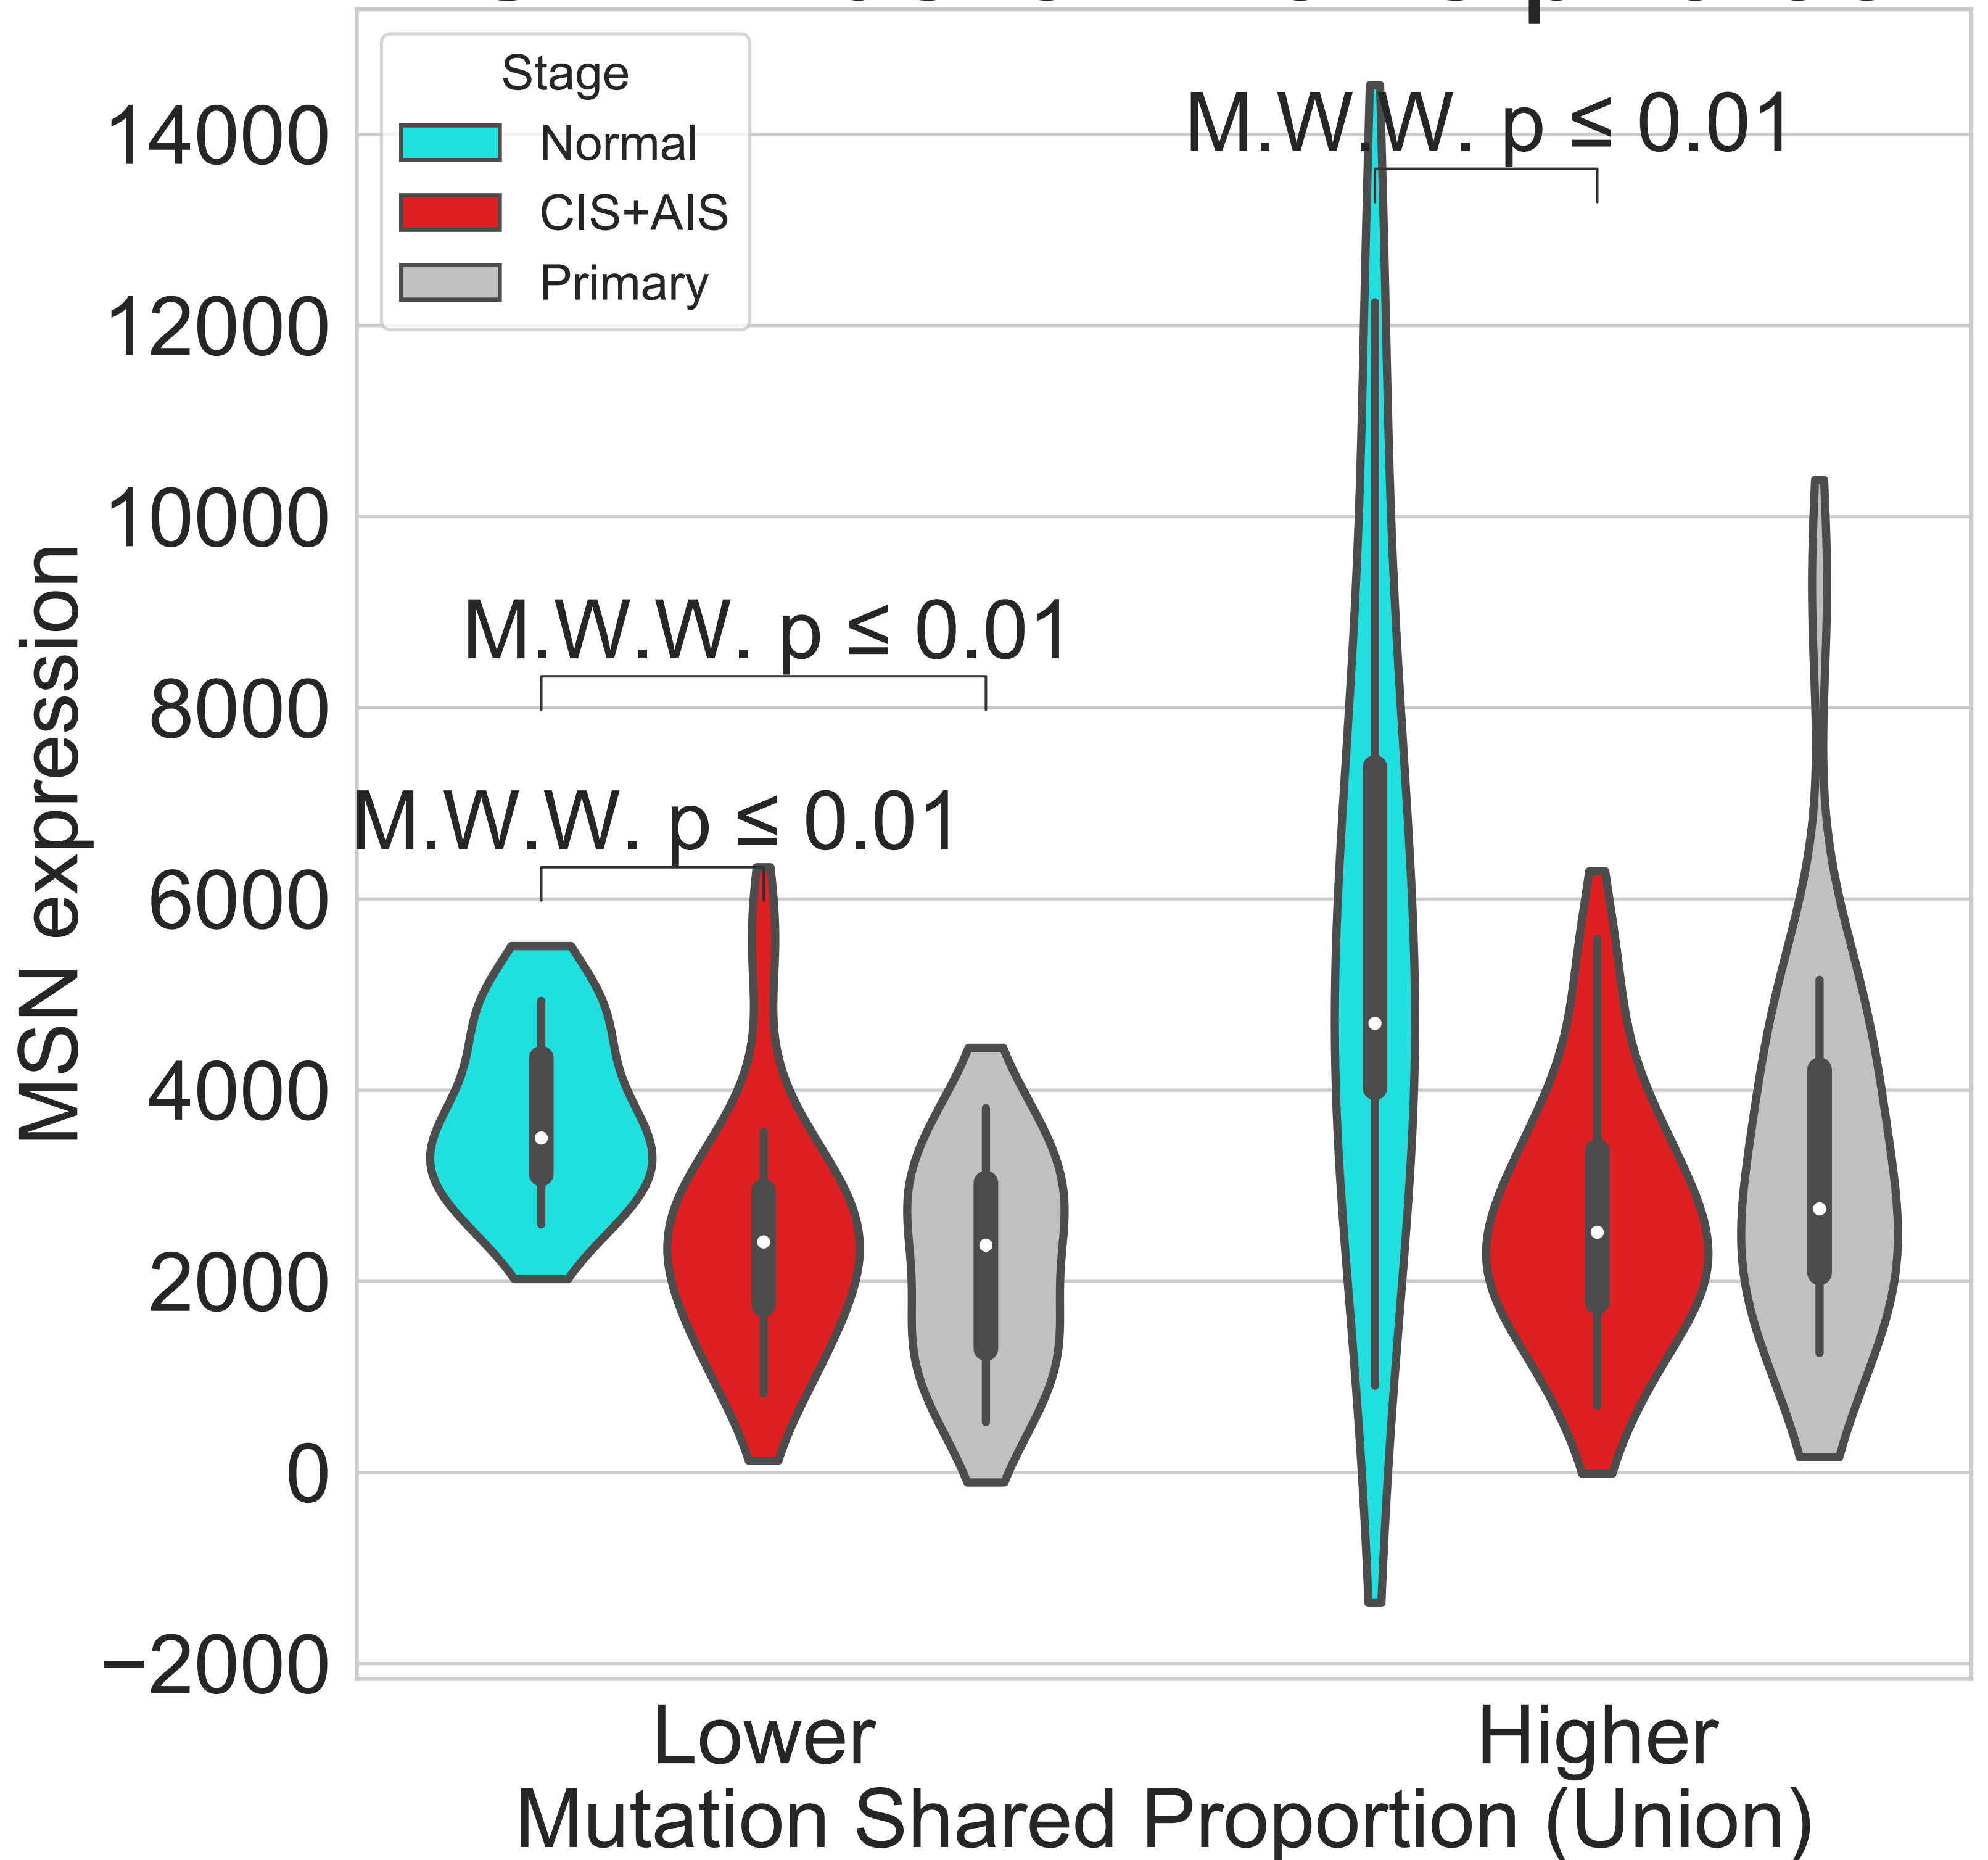 Stage
Normal
CIS+AIS
Primary
M.W.W. p ≤ 0.01
M.W.W. p ≤ 0.01
M.W.W. p ≤ 0.01
14000
12000
10000
8000
6000
4000
2000
0
−2000
MSN expression
Lower
Higher
Mutation Shared Proportion (Union)